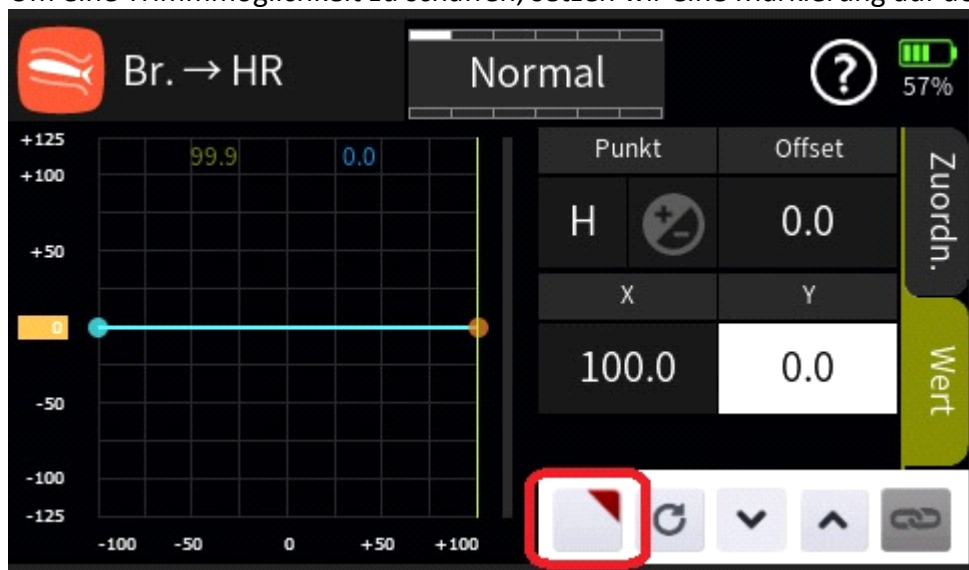 Br. → HR
Normal
57%
+125
+100
+50
0
-50
-100
-125
-100 -50 0 +50 +100
99.9 0.0
Punkt Offset
H 0.0
X Y
100.0 0.0
Zuordn.
Wert